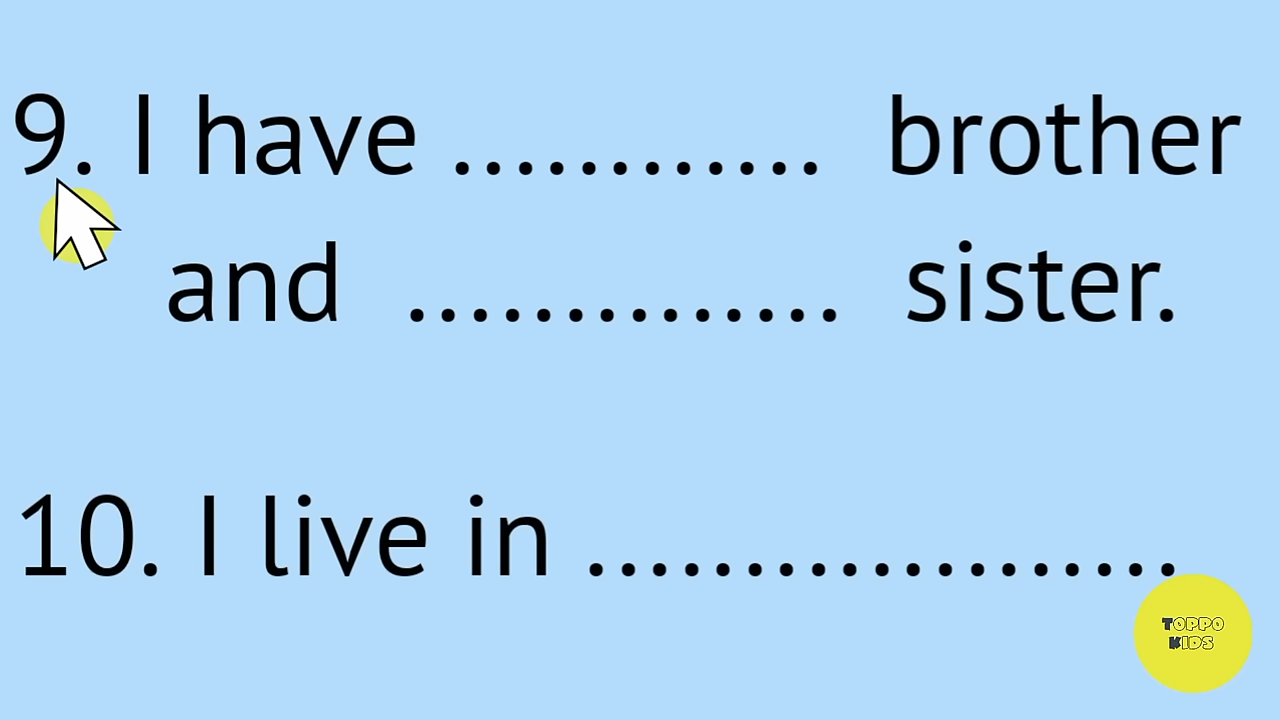 9. I have ............ brother
and .............. sister.
10. I live in ...................
TOPPO
KIDS